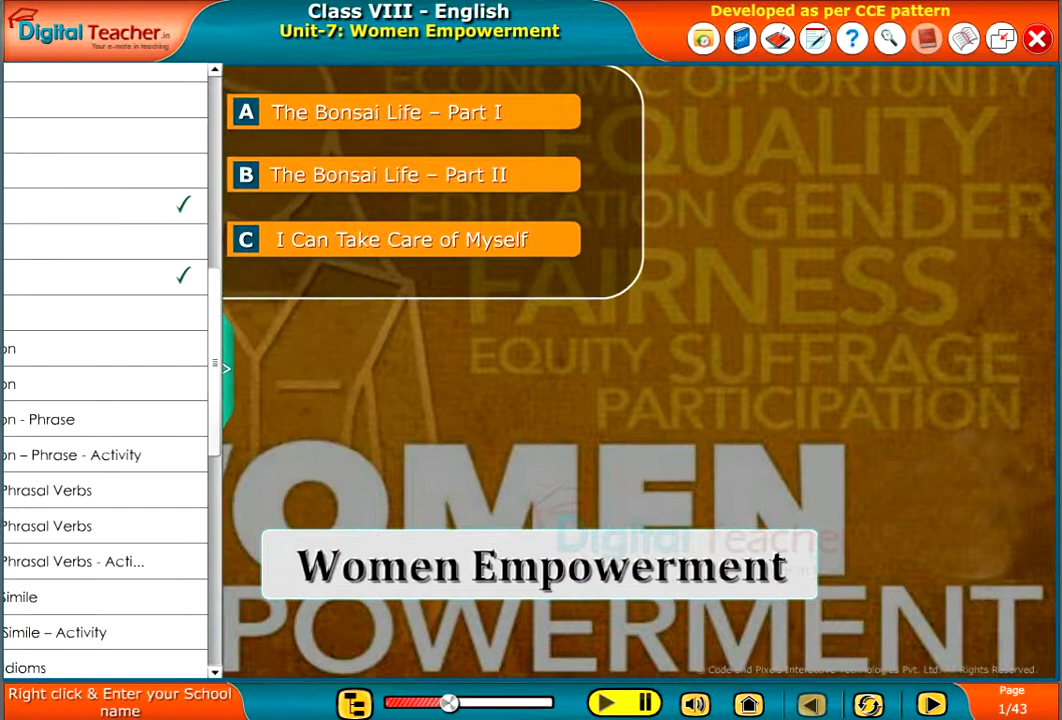 Digital Teacher.in
Your e-mate in teaching!
Class VIII - English
Unit-7: Women Empowerment
Developed as per CCE pattern
Ref
?
A The Bonsai Life – Part I
B The Bonsai Life – Part II
C I Can Take Care of Myself
ECONOMIC OPPORTUNITY
EQUALITY
EDUCATION GENDER
FAIRNESS
EQUITY SUFFRAGE
PARTICIPATION
WOMEN
Digital Teacher
Women Empowerment
POWERMENT
on
on
on - Phrase
on – Phrase - Activity
Phrasal Verbs
Phrasal Verbs
Phrasal Verbs - Acti...
Simile
Simile – Activity
dioms
© Code and Pixels Interactive Technologies Pvt. Ltd. All Rights Reserved.
Right click & Enter your School
name
Page
1/43